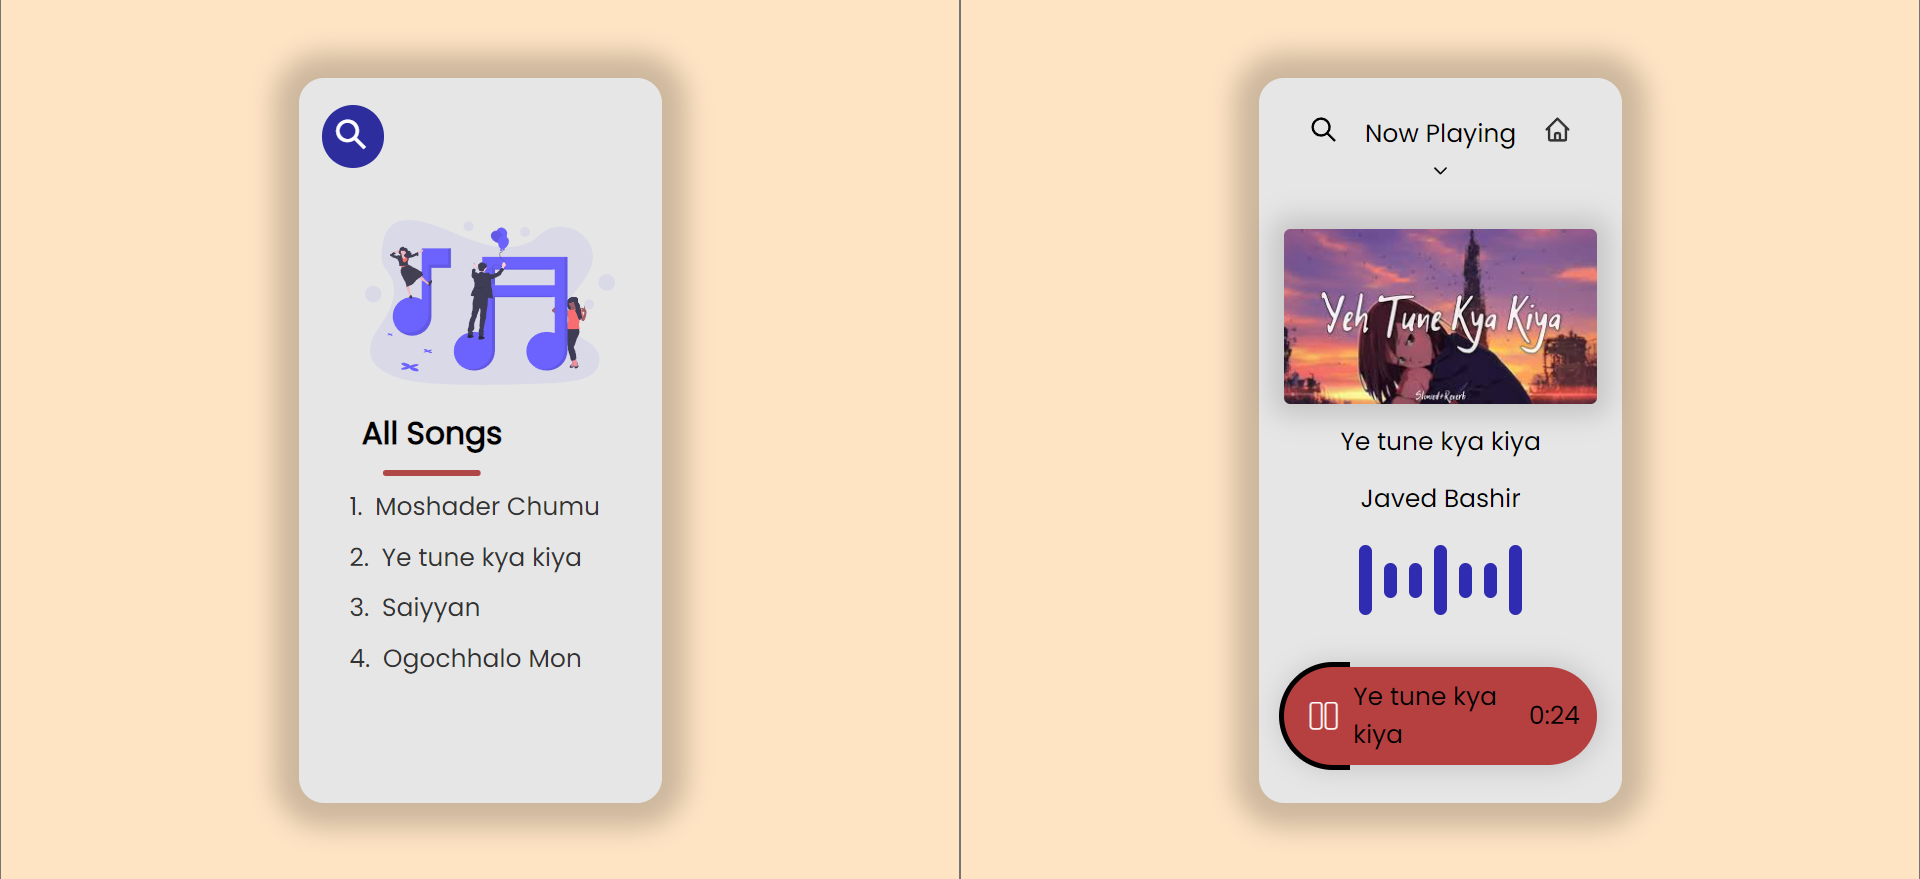 All Songs
1. Moshader Chumu
2. Ye tune kya kiya
3. Saiyyan
4. Ogochhalo Mon
Now Playing
Yeh Tune Kya Kiya
Slowed+Reverb
Ye tune kya kiya
Javed Bashir
Ye tune kya
kiya
0:24